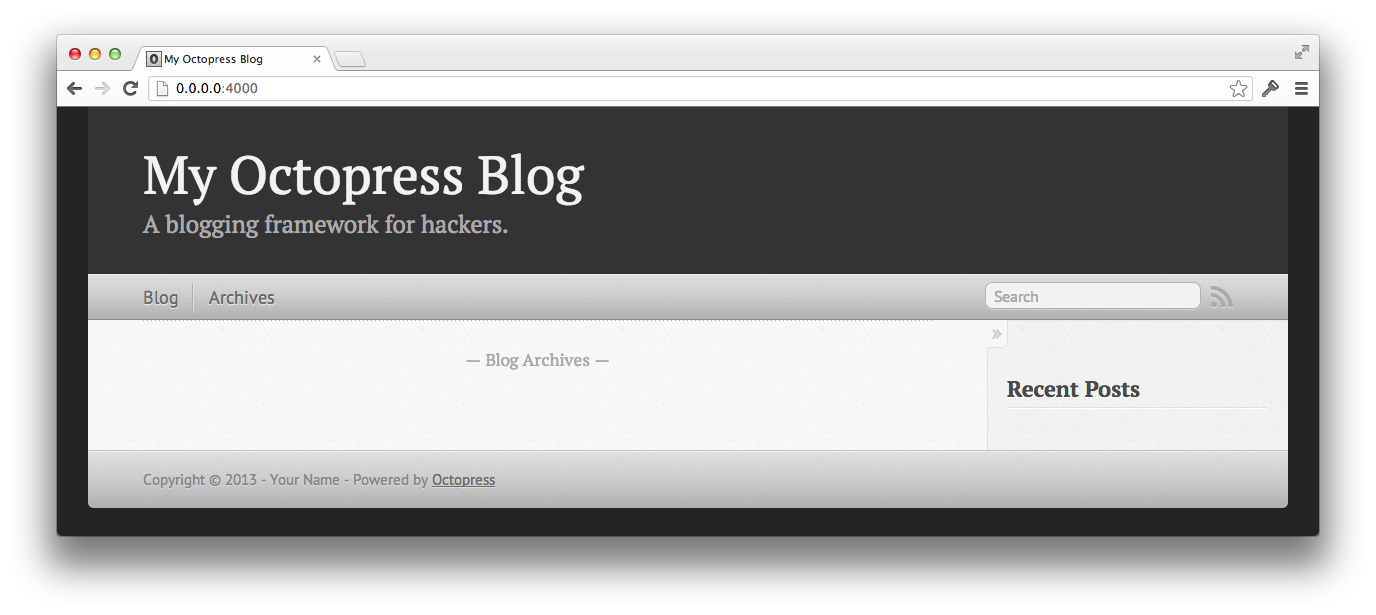 My Octopress Blog
0.0.0.0:4000
My Octopress Blog
A blogging framework for hackers.
Blog Archives Search
— Blog Archives —
»
Recent Posts
Copyright © 2013 - Your Name - Powered by Octopress